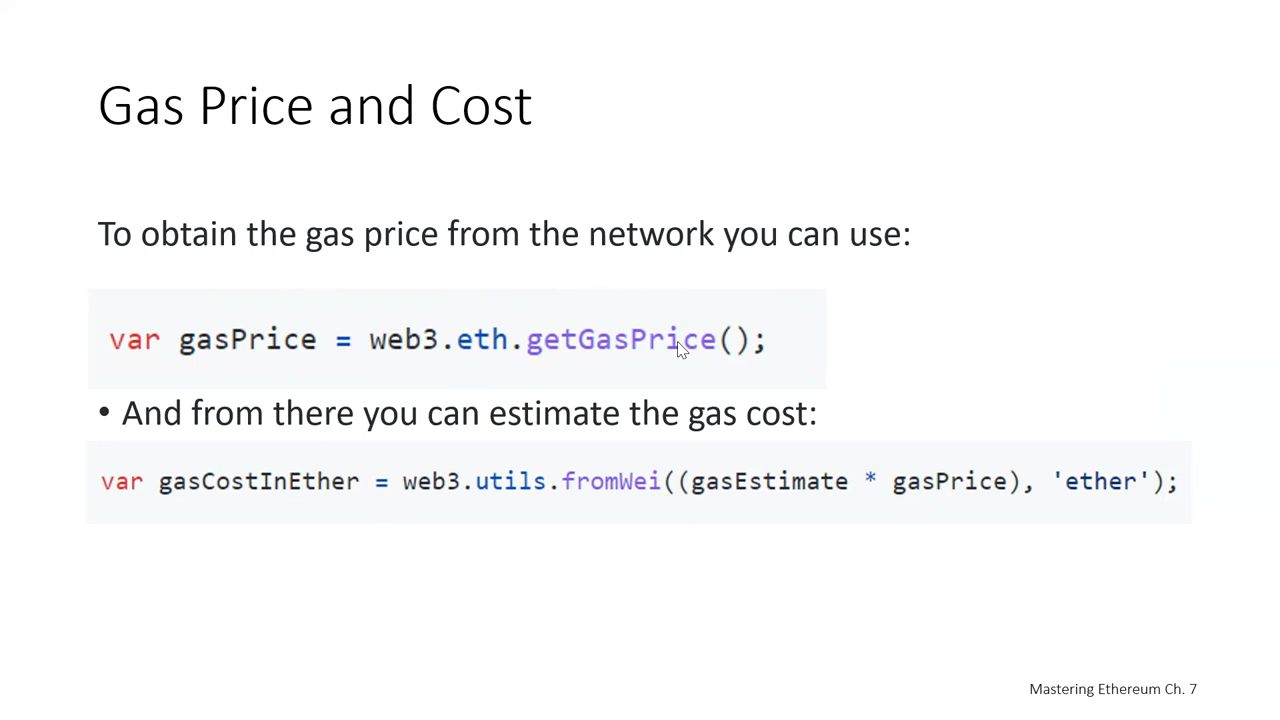 Gas Price and Cost
To obtain the gas price from the network you can use:
var gasPrice = web3.eth.getGasPrice();
• And from there you can estimate the gas cost:
var gasCostInEther = web3.utils.fromWei((gasEstimate * gasPrice), 'ether');
Mastering Ethereum Ch. 7